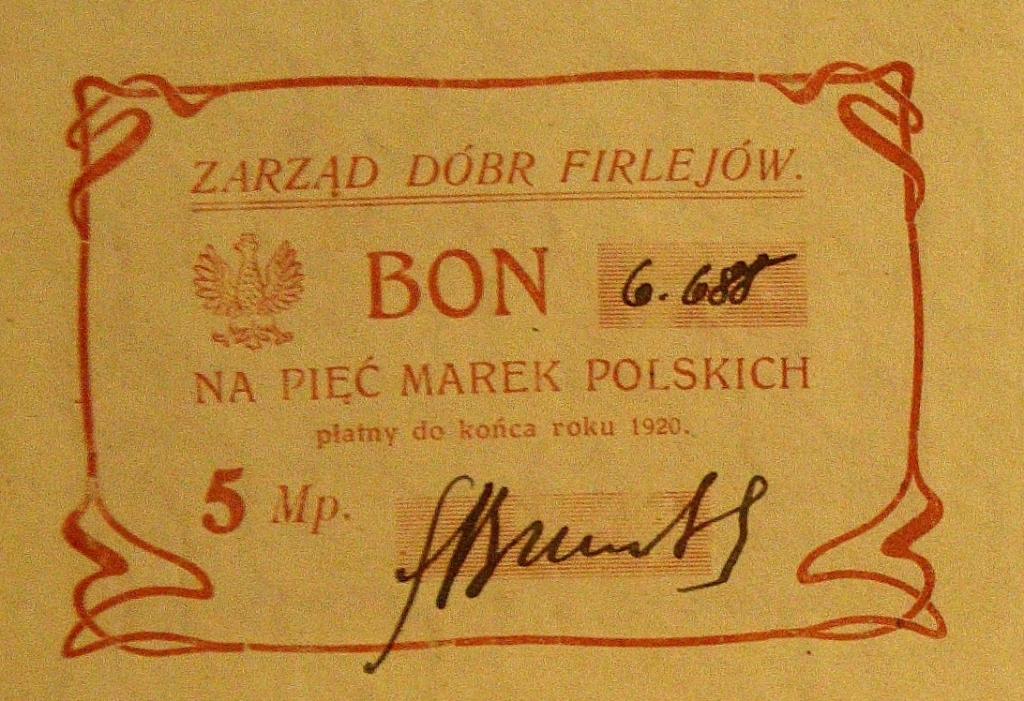 ZARZĄD DÓBR FIRLEJÓW.
BON 6.688
NA PIĘĆ MAREK POLSKICH
płatny do końca roku 1920.
5 Mp.